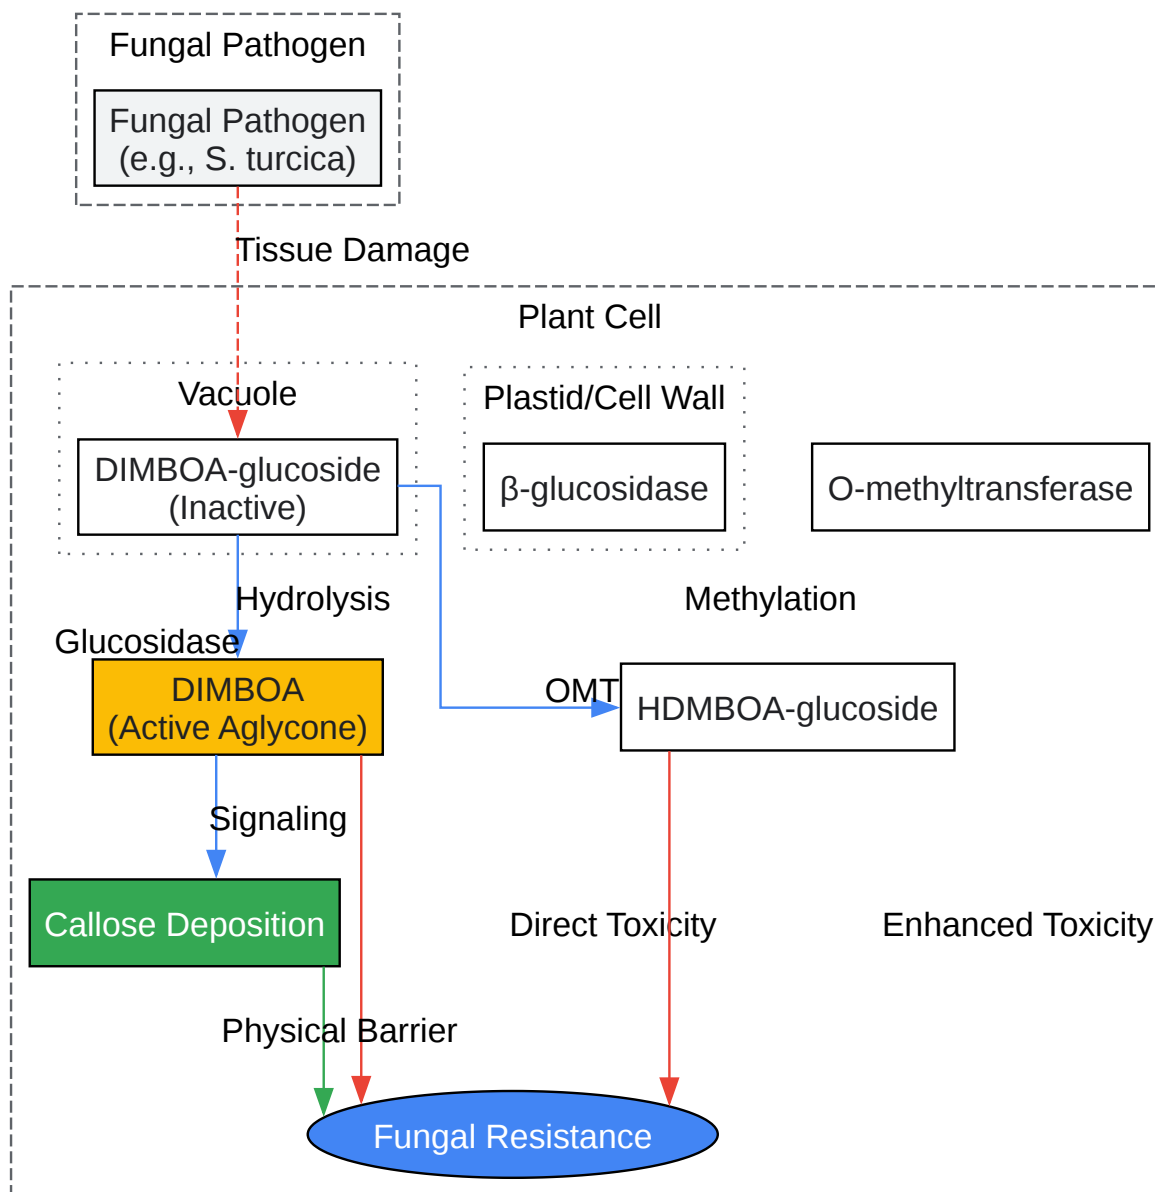 Fungal Pathogen
Fungal Pathogen
(e.g., S. turcica)
Tissue Damage
Plant Cell
Vacuole
Plastid/Cell Wall
DIMBOA-glucoside
(Inactive)
β-glucosidase
O-methyltransferase
Hydrolysis
Methylation
Glucosidase
DIMBOA
(Active Aglycone)
OMT
HDMBOA-glucoside
Signaling
Callose Deposition
Direct Toxicity
Enhanced Toxicity
Physical Barrier
Fungal Resistance